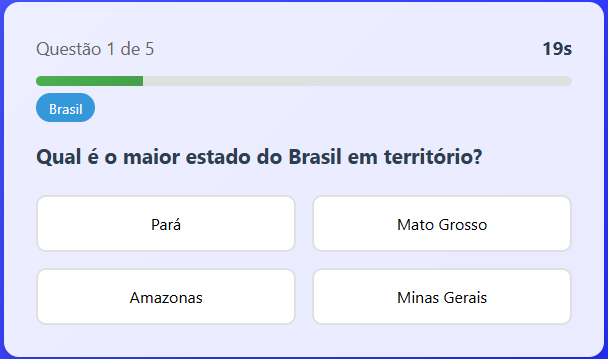 Questão 1 de 5 19s
Brasil
Qual é o maior estado do Brasil em território?
Pará Mato Grosso
Amazonas Minas Gerais